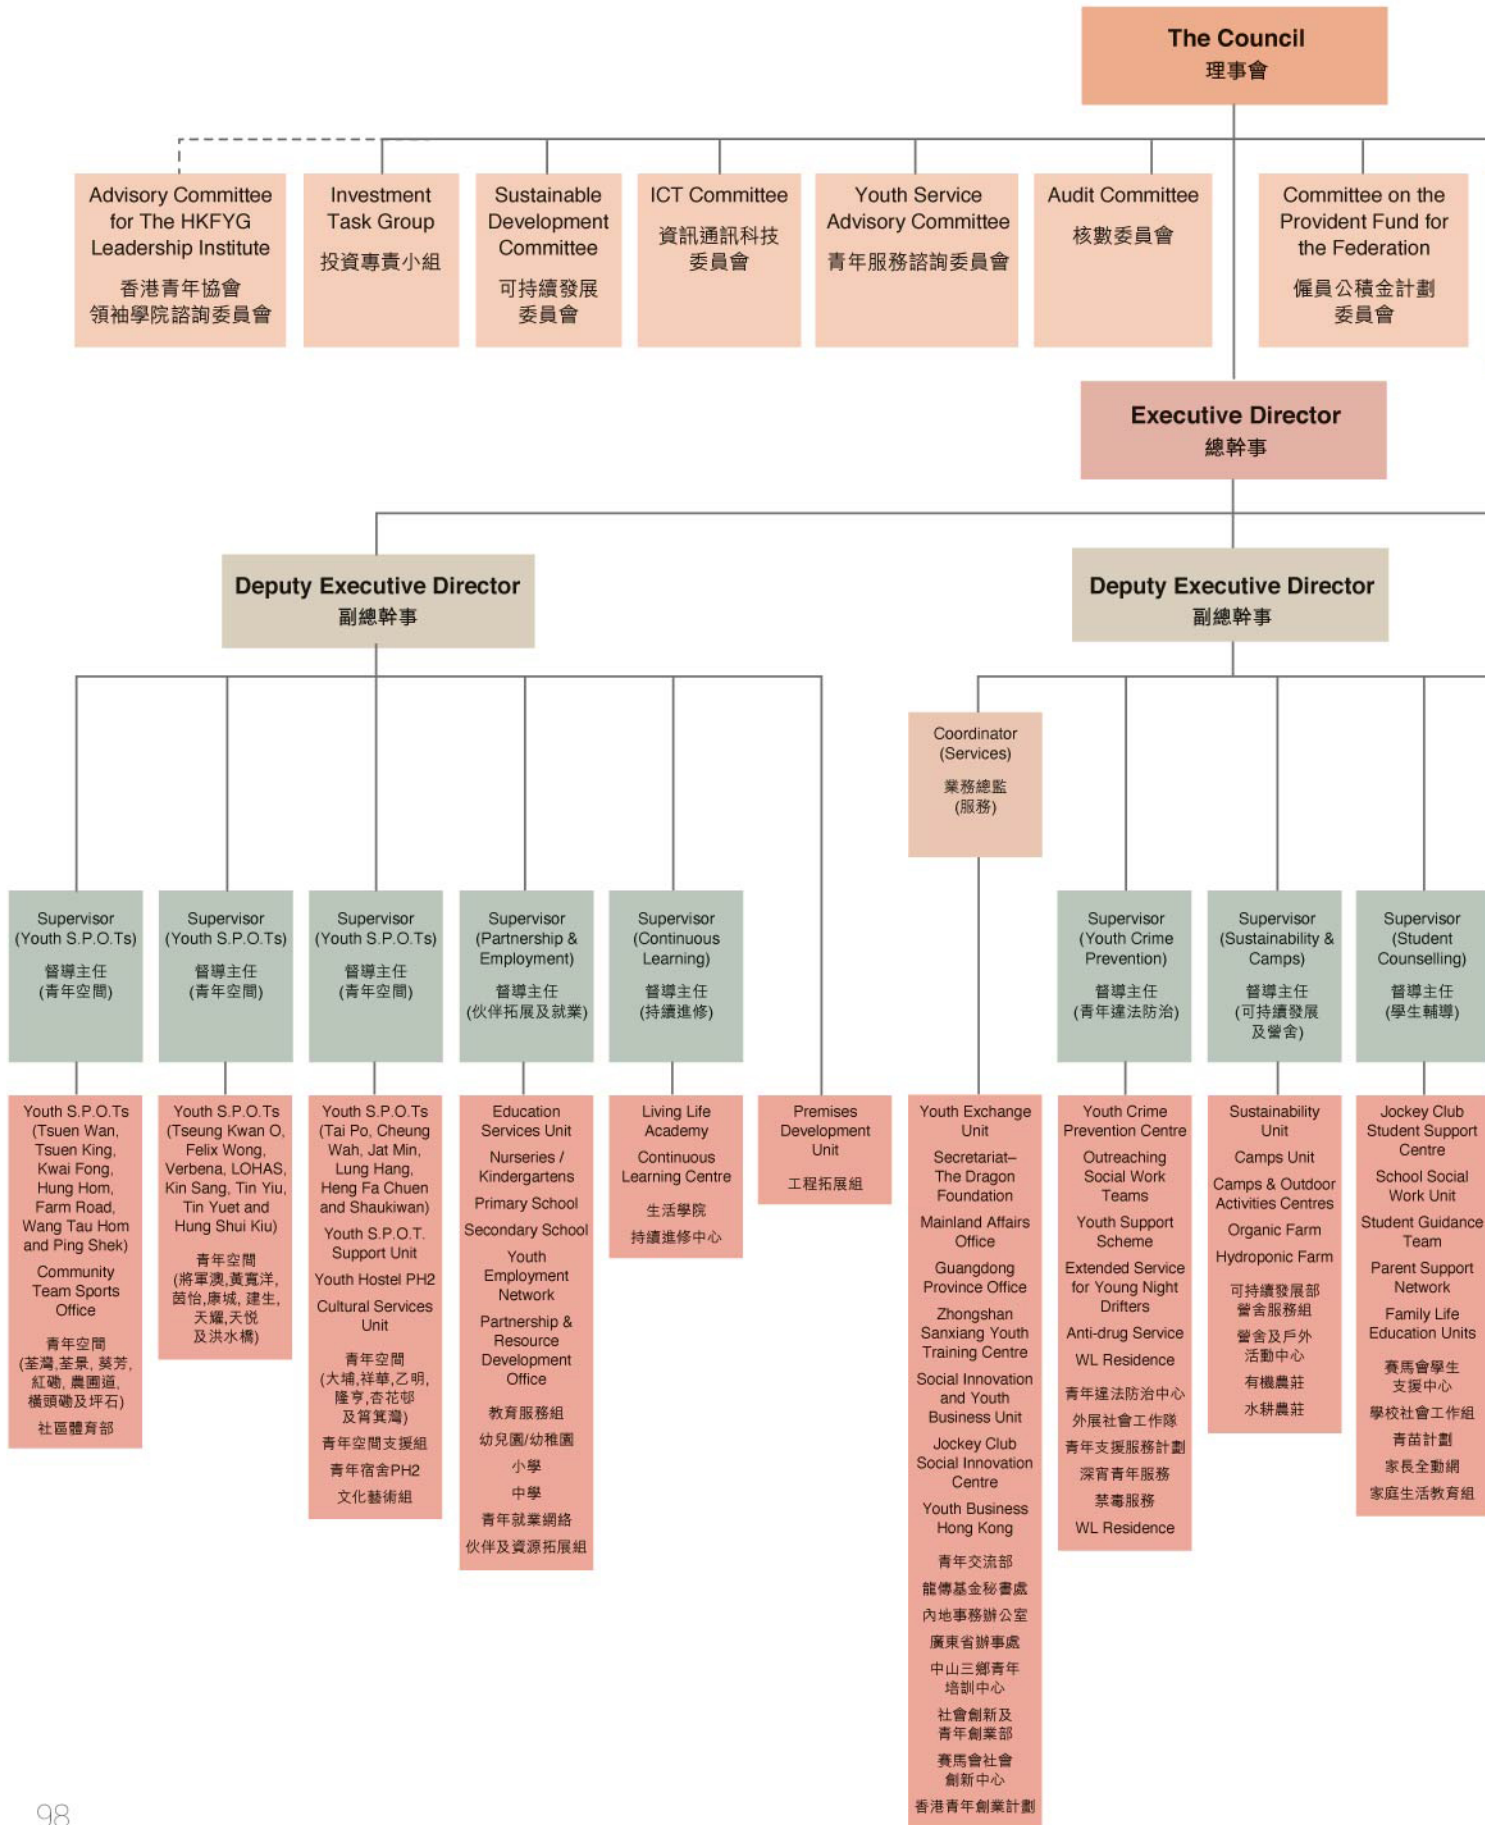 The Council
理事會
Advisory Committee
for The HKFYG
Leadership Institute
香港青年協會
領袖學院諮詢委員會
Investment
Task Group
投資專責小組
Sustainable
Development
Committee
可持續發展
委員會
ICT Committee
資訊通訊科技
委員會
Youth Service
Advisory Committee
青年服務諮詢委員會
Audit Committee
核數委員會
Committee on the
Provident Fund for
the Federation
僱員公積金計劃
委員會
Executive Director
總幹事
Deputy Executive Director
副總幹事
Deputy Executive Director
副總幹事
Coordinator
(Services)
業務總監
(服務)
Supervisor
(Youth S.P.O.Ts)
督導主任
(青年空間)
Supervisor
(Youth S.P.O.Ts)
督導主任
(青年空間)
Supervisor
(Youth S.P.O.Ts)
督導主任
(青年空間)
Supervisor
(Partnership &
Employment)
督導主任
(伙伴拓展及就業)
Supervisor
(Continuous
Learning)
督導主任
(持續進修)
Supervisor
(Youth Crime
Prevention)
督導主任
(青年違法防治)
Supervisor
(Sustainability &
Camps)
督導主任
(可持續發展
及營舍)
Supervisor
(Student
Counselling)
督導主任
(學生輔導)
Youth S.P.O.Ts
(Tsuen Wan,
Tsuen King,
Kwai Fong,
Hung Hom,
Farm Road,
Wang Tau Hom
and Ping Shek)
Community
Team Sports
Office
青年空間
(荃灣,荃景, 葵芳,
紅磡, 農圃道,
橫頭磡及坪石)
社區體育部
Youth S.P.O.Ts
(Tseung Kwan O,
Felix Wong,
Verbena, LOHAS,
Kin Sang, Tin Yiu,
Tin Yuet and
Hung Shui Kiu)
青年空間
(將軍澳,黃寬洋,
茵怡,康城, 建生,
天耀,天悦
及洪水橋)
Youth S.P.O.Ts
(Tai Po, Cheung
Wah, Jat Min,
Lung Hang,
Heng Fa Chuen
and Shaukiwan)
Youth S.P.O.T.
Support Unit
Youth Hostel PH2
Cultural Services
Unit
青年空間
(大埔,祥華,乙明,
隆亨,杏花邨
及筲箕灣)
青年空間支援組
青年宿舍PH2
文化藝術組
Education
Services Unit
Nurseries /
Kindergartens
Primary School
Secondary School
Youth
Employment
Network
Partnership &
Resource
Development
Office
教育服務組
幼兒園/幼稚園
小學
中學
青年就業網絡
伙伴及資源拓展組
Living Life
Academy
Continuous
Learning Centre
生活學院
持續進修中心
Premises
Development
Unit
工程拓展組
Youth Exchange
Unit
Secretariat–
The Dragon
Foundation
Mainland Affairs
Office
Guangdong
Province Office
Zhongshan
Sanxiang Youth
Training Centre
Social Innovation
and Youth
Business Unit
Jockey Club
Social Innovation
Centre
Youth Business
Hong Kong
青年交流部
龍傳基金秘書處
內地事務辦公室
廣東省辦事處
中山三鄉青年
培訓中心
社會創新及
青年創業部
賽馬會社會
創新中心
香港青年創業計劃
Youth Crime
Prevention Centre
Outreaching
Social Work
Teams
Youth Support
Scheme
Extended Service
for Young Night
Drifters
Anti-drug Service
WL Residence
青年違法防治中心
外展社會工作隊
青年支援服務計劃
深宵青年服務
禁毒服務
WL Residence
Sustainability
Unit
Camps Unit
Camps & Outdoor
Activities Centres
Organic Farm
Hydroponic Farm
可持續發展部
營舍服務組
營舍及戶外
活動中心
有機農莊
水耕農莊
Jockey Club
Student Support
Centre
School Social
Work Unit
Student Guidance
Team
Parent Support
Network
Family Life
Education Units
賽馬會學生
支援中心
學校社會工作組
青苗計劃
家長全動網
家庭生活教育組
98